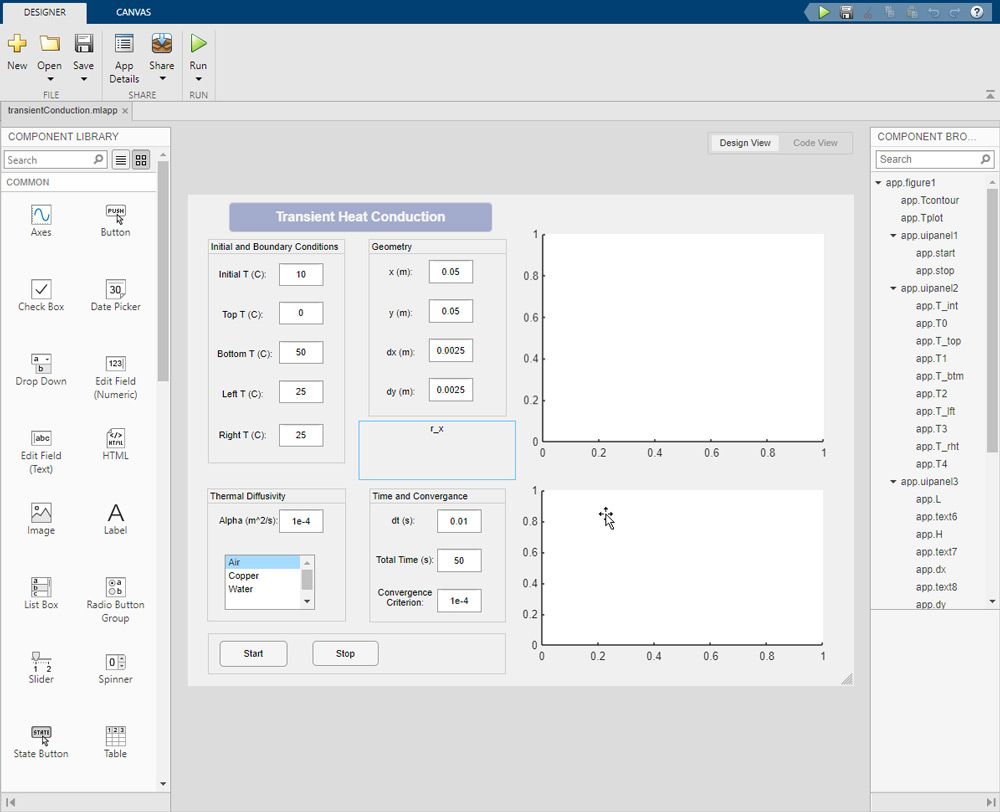 DESIGNER CANVAS
New Open Save App Details Share Run
FILE SHARE RUN
transientConduction.mlapp ×
COMPONENT LIBRARY
Search
COMMON
Axes
PUSH
Button
Check Box
30
Date Picker
a
b
Drop Down
123
Edit Field
(Numeric)
abc
Edit Field
(Text)
</>
HTML
HTML
Image
A
Label
a
b
c
List Box
a
b
Radio Button
Group
1 2
Slider
0
Spinner
STATE
State Button
1 2 3
Table
Design View Code View
Transient Heat Conduction
Initial and Boundary Conditions
Initial T (C): 10
Top T (C): 0
Bottom T (C): 50
Left T (C): 25
Right T (C): 25
Geometry
x (m): 0.05
y (m): 0.05
dx (m): 0.0025
dy (m): 0.0025
r_x
Thermal Diffusivity
Alpha (m^2/s): 1e-4
Air
Copper
Water
Time and Convergance
dt (s): 0.01
Total Time (s): 50
Convergence
Criterion: 1e-4
Start Stop
1
0.8
0.6
0.4
0.2
0
0 0.2 0.4 0.6 0.8 1
1
0.8
0.6
0.4
0.2
0
0 0.2 0.4 0.6 0.8 1
COMPONENT BRO...
Search
app.figure1
app.Tcontour
app.Tplot
app.uipanel1
app.start
app.stop
app.uipanel2
app.T_int
app.T0
app.T_top
app.T1
app.T_btm
app.T2
app.T_lft
app.T3
app.T_rht
app.T4
app.uipanel3
app.L
app.text6
app.H
app.text7
app.dx
app.text8
app.dy